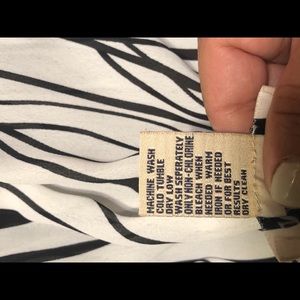 MACHINE WASH
COLD TUMBLE
DRY LOW
WASH SEPERATELY
ONLY NON-CHLORINE
BLEACH WHEN
NEEDED WARM
IRON IF NEEDED
OR FOR BEST
RESULTS
DRY CLEAN